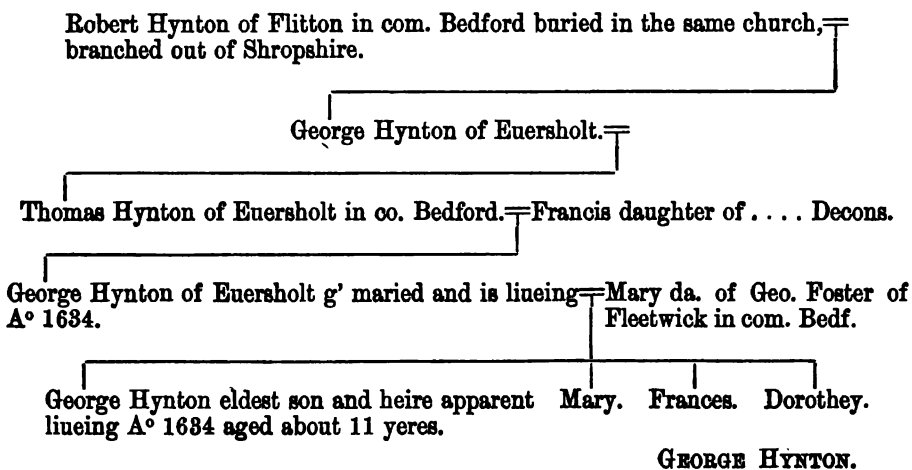 Robert Hynton of Flitton in com. Bedford buried in the same church,
branched out of Shropshire.
George Hynton of Euersholt.
Thomas Hynton of Euersholt in co. Bedford. Francis daughter of . . . . Decons.
George Hynton of Euersholt g' maried and is liueing Mary da. of Geo. Foster of
Aº 1634. Fleetwick in com. Bedf.
George Hynton eldest son and heire apparent Mary. Frances. Dorothey.
liueing Aº 1634 aged about 11 yeres.
GEORGE HYNTON.